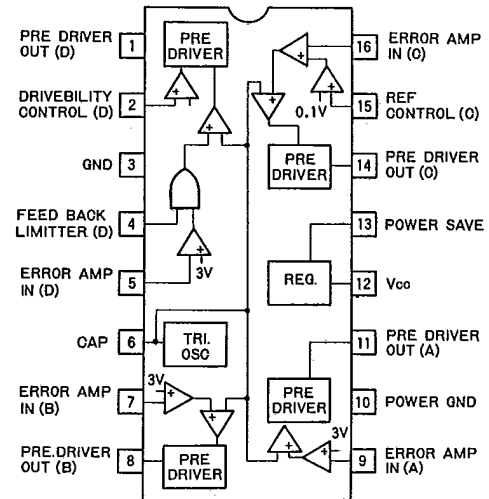 PRE DRIVER
OUT (D)
1
DRIVEBILITY
CONTROL (D)
2
GND
3
FEED BACK
LIMITTER (D)
4
ERROR AMP
IN (D)
5
CAP
6
ERROR AMP
IN (B)
7
PRE.DRIVER
OUT (B)
8
PRE
DRIVER
+
+
+
3V
TRI.
OSC
3V
+
+
PRE
DRIVER
+
+
0.1V
+
PRE
DRIVER
REG.
PRE
DRIVER
+
3V
+
16
ERROR AMP
IN (C)
15
REF
CONTROL (C)
14
PRE DRIVER
OUT (C)
13
POWER SAVE
12
Vcc
11
PRE DRIVER
OUT (A)
10
POWER GND
9
ERROR AMP
IN (A)